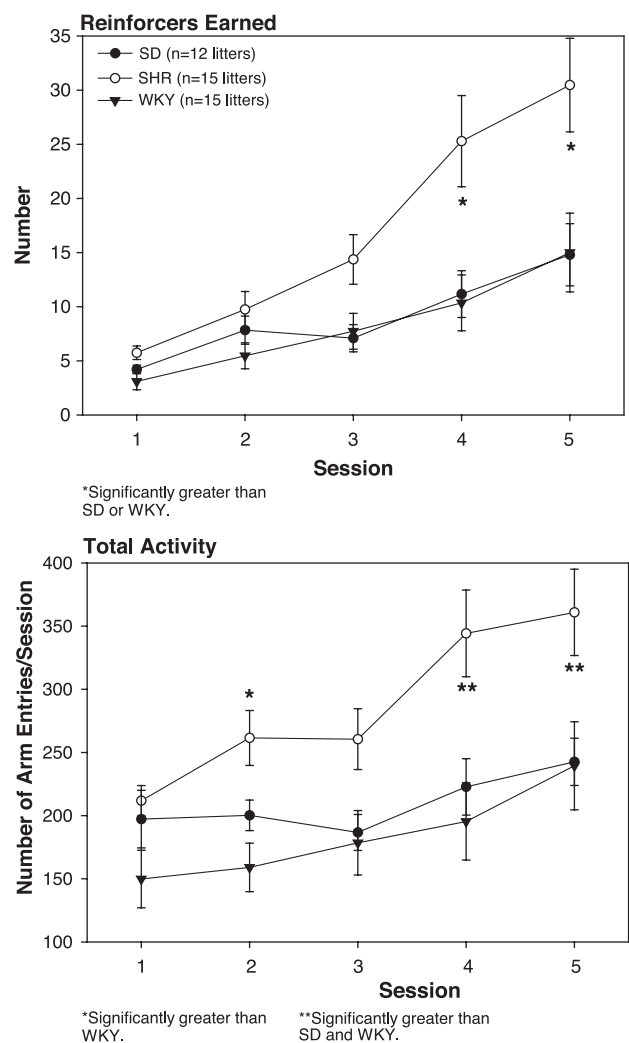 Reinforcers Earned
35
30
25
20
15
10
5
0
Number
SD (n=12 litters)
SHR (n=15 litters)
WKY (n=15 litters)
*
*
1 2 3 4 5
Session
*Significantly greater than
SD or WKY.
Total Activity
400
350
300
250
200
150
100
Number of Arm Entries/Session
*
**
**
1 2 3 4 5
Session
*Significantly greater than
WKY.
**Significantly greater than
SD and WKY.